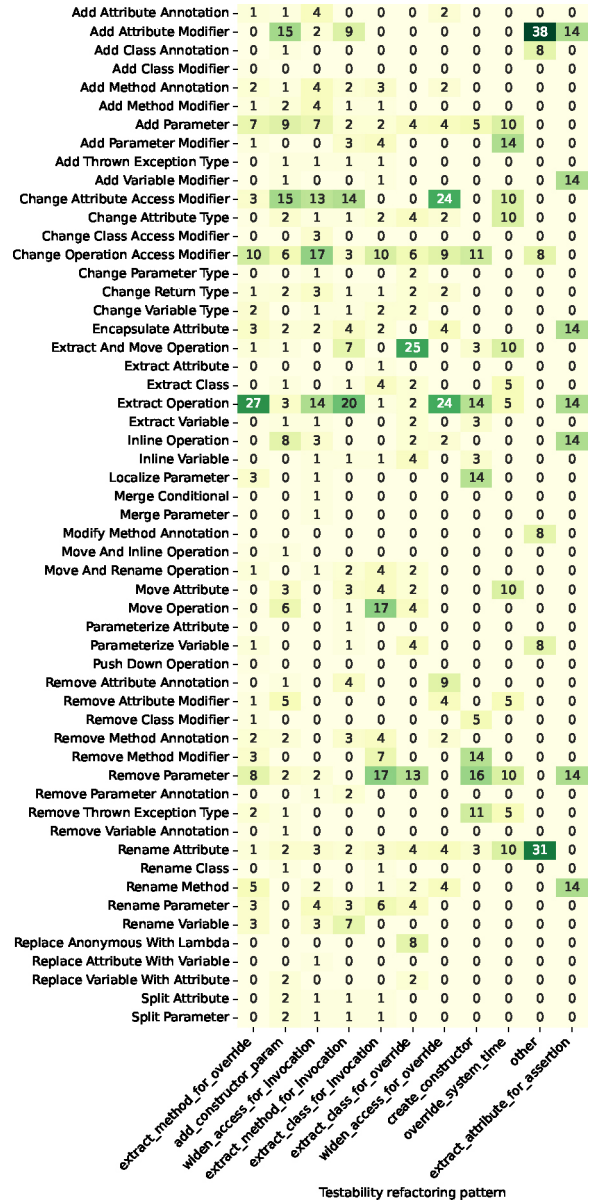 Add Attribute Annotation 1 1 4 0 0 0 2 0 0 0 0
Add Attribute Modifier 0 15 2 9 0 0 0 0 0 38 14
Add Class Annotation 0 1 0 0 0 0 0 0 0 8 0
Add Class Modifier 0 0 0 0 0 0 0 0 0 0 0
Add Method Annotation 2 1 4 2 3 0 2 0 0 0 0
Add Method Modifier 1 2 4 1 1 0 0 0 0 0 0
Add Parameter 7 9 7 2 2 4 4 5 10 0 0
Add Parameter Modifier 1 0 0 3 4 0 0 0 14 0 0
Add Thrown Exception Type 0 1 1 1 1 0 0 0 0 0 0
Add Variable Modifier 0 1 0 0 1 0 0 0 0 0 14
Change Attribute Access Modifier 3 15 13 14 0 0 24 0 10 0 0
Change Attribute Type 0 2 1 1 2 4 2 0 10 0 0
Change Class Access Modifier 0 0 3 0 0 0 0 0 0 0 0
Change Operation Access Modifier 10 6 17 3 10 6 9 11 0 8 0
Change Parameter Type 0 0 1 0 0 2 0 0 0 0 0
Change Return Type 1 2 3 1 1 2 2 0 0 0 0
Change Variable Type 2 0 1 1 2 2 0 0 0 0 0
Encapsulate Attribute 3 2 2 4 2 0 4 0 0 0 14
Extract And Move Operation 1 1 0 7 0 25 0 3 10 0 0
Extract Attribute 0 0 0 0 1 0 0 0 0 0 0
Extract Class 0 1 0 1 4 2 0 0 5 0 0
Extract Operation 27 3 14 20 1 2 24 14 5 0 14
Extract Variable 0 1 1 0 0 2 0 3 0 0 0
Inline Operation 0 8 3 0 0 2 2 0 0 0 14
Inline Variable 0 0 1 1 1 4 0 3 0 0 0
Localize Parameter 3 0 1 0 0 0 0 14 0 0 0
Merge Conditional 0 0 1 0 0 0 0 0 0 0 0
Merge Parameter 0 0 1 0 0 0 0 0 0 0 0
Modify Method Annotation 0 0 0 0 0 0 0 0 0 8 0
Move And Inline Operation 0 1 0 0 0 0 0 0 0 0 0
Move And Rename Operation 1 0 1 2 4 2 0 0 0 0 0
Move Attribute 0 3 0 3 4 2 0 0 10 0 0
Move Operation 0 6 0 1 17 4 0 0 0 0 0
Parameterize Attribute 0 0 0 1 0 0 0 0 0 0 0
Parameterize Variable 1 0 0 1 0 4 0 0 0 8 0
Push Down Operation 0 0 0 0 0 0 0 0 0 0 0
Remove Attribute Annotation 0 1 0 4 0 0 9 0 0 0 0
Remove Attribute Modifier 1 5 0 0 0 0 4 0 5 0 0
Remove Class Modifier 1 0 0 0 0 0 0 5 0 0 0
Remove Method Annotation 2 2 0 3 4 0 2 0 0 0 0
Remove Method Modifier 3 0 0 0 7 0 0 14 0 0 0
Remove Parameter 8 2 2 0 17 13 0 16 10 0 14
Remove Parameter Annotation 0 0 1 2 0 0 0 0 0 0 0
Remove Thrown Exception Type 2 1 0 0 0 0 0 11 5 0 0
Remove Variable Annotation 0 1 0 0 0 0 0 0 0 0 0
Rename Attribute 1 2 3 2 3 4 4 3 10 31 0
Rename Class 0 1 0 0 1 0 0 0 0 0 0
Rename Method 5 0 2 0 1 2 4 0 0 0 14
Rename Parameter 3 0 4 3 6 4 0 0 0 0 0
Rename Variable 3 0 3 7 0 0 0 0 0 0 0
Replace Anonymous With Lambda 0 0 0 0 0 8 0 0 0 0 0
Replace Attribute With Variable 0 0 1 0 0 0 0 0 0 0 0
Replace Variable With Attribute 0 2 0 0 0 2 0 0 0 0 0
Split Attribute 0 2 1 1 1 0 0 0 0 0 0
Split Parameter 0 2 1 1 1 0 0 0 0 0 0
extract_method_for_override
add_constructor_param
widen_access_for_invocation
extract_method_for_invocation
extract_class_for_invocation
extract_class_for_override
widen_access_for_override
create_constructor
override_system_time
other
extract_attribute_for_assertion
Testability refactoring pattern